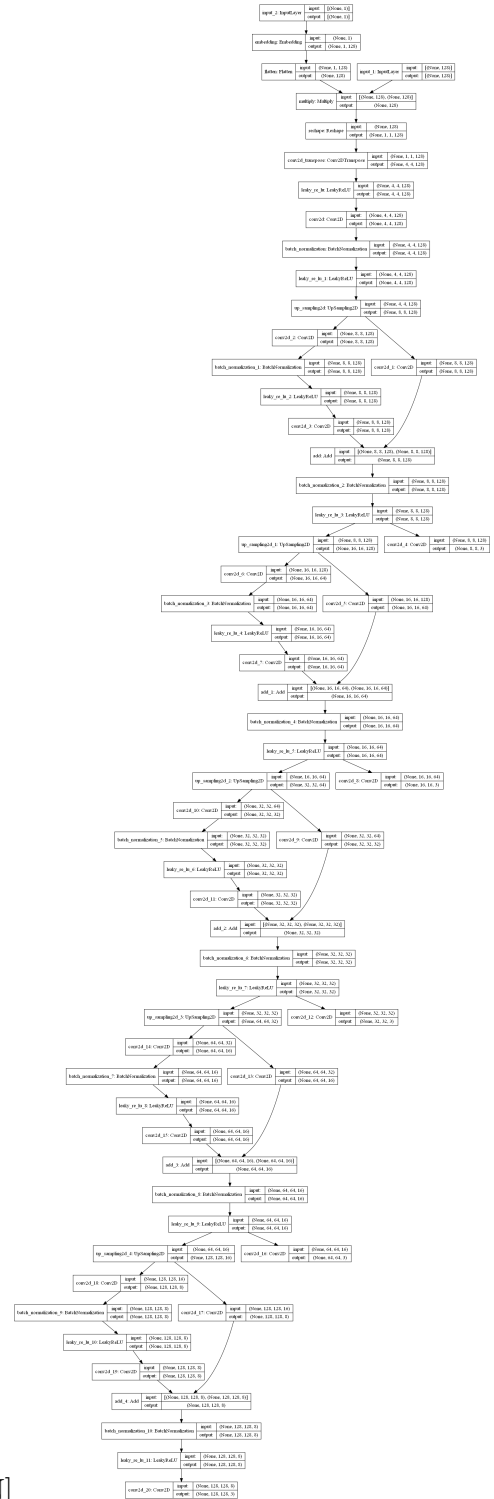 input_2: InputLayer
input: [(None, 1)]
output: [(None, 1)]
embedding: Embedding
input: (None, 1)
output: (None, 1, 128)
flatten: Flatten
input: (None, 1, 128)
output: (None, 128)
input_1: InputLayer
input: [(None, 128)]
output: [(None, 128)]
multiply: Multiply
input: [(None, 128), (None, 128)]
output: (None, 128)
reshape: Reshape
input: (None, 128)
output: (None, 1, 1, 128)
conv2d_transpose: Conv2DTranspose
input: (None, 1, 1, 128)
output: (None, 4, 4, 128)
leaky_re_lu: LeakyReLU
input: (None, 4, 4, 128)
output: (None, 4, 4, 128)
conv2d: Conv2D
input: (None, 4, 4, 128)
output: (None, 4, 4, 128)
batch_normalization: BatchNormalization
input: (None, 4, 4, 128)
output: (None, 4, 4, 128)
leaky_re_lu_1: LeakyReLU
input: (None, 4, 4, 128)
output: (None, 4, 4, 128)
up_sampling2d: UpSampling2D
input: (None, 4, 4, 128)
output: (None, 8, 8, 128)
conv2d_2: Conv2D
input: (None, 8, 8, 128)
output: (None, 8, 8, 128)
batch_normalization_1: BatchNormalization
input: (None, 8, 8, 128)
output: (None, 8, 8, 128)
conv2d_1: Conv2D
input: (None, 8, 8, 128)
output: (None, 8, 8, 128)
leaky_re_lu_2: LeakyReLU
input: (None, 8, 8, 128)
output: (None, 8, 8, 128)
conv2d_3: Conv2D
input: (None, 8, 8, 128)
output: (None, 8, 8, 128)
add: Add
input: [(None, 8, 8, 128), (None, 8, 8, 128)]
output: (None, 8, 8, 128)
batch_normalization_2: BatchNormalization
input: (None, 8, 8, 128)
output: (None, 8, 8, 128)
leaky_re_lu_3: LeakyReLU
input: (None, 8, 8, 128)
output: (None, 8, 8, 128)
up_sampling2d_1: UpSampling2D
input: (None, 8, 8, 128)
output: (None, 16, 16, 128)
conv2d_4: Conv2D
input: (None, 8, 8, 128)
output: (None, 8, 8, 3)
conv2d_6: Conv2D
input: (None, 16, 16, 128)
output: (None, 16, 16, 64)
batch_normalization_3: BatchNormalization
input: (None, 16, 16, 64)
output: (None, 16, 16, 64)
conv2d_5: Conv2D
input: (None, 16, 16, 128)
output: (None, 16, 16, 64)
leaky_re_lu_4: LeakyReLU
input: (None, 16, 16, 64)
output: (None, 16, 16, 64)
conv2d_7: Conv2D
input: (None, 16, 16, 64)
output: (None, 16, 16, 64)
add_1: Add
input: [(None, 16, 16, 64), (None, 16, 16, 64)]
output: (None, 16, 16, 64)
batch_normalization_4: BatchNormalization
input: (None, 16, 16, 64)
output: (None, 16, 16, 64)
leaky_re_lu_5: LeakyReLU
input: (None, 16, 16, 64)
output: (None, 16, 16, 64)
up_sampling2d_2: UpSampling2D
input: (None, 16, 16, 64)
output: (None, 32, 32, 64)
conv2d_8: Conv2D
input: (None, 16, 16, 64)
output: (None, 16, 16, 3)
conv2d_10: Conv2D
input: (None, 32, 32, 64)
output: (None, 32, 32, 32)
batch_normalization_5: BatchNormalization
input: (None, 32, 32, 32)
output: (None, 32, 32, 32)
conv2d_9: Conv2D
input: (None, 32, 32, 64)
output: (None, 32, 32, 32)
leaky_re_lu_6: LeakyReLU
input: (None, 32, 32, 32)
output: (None, 32, 32, 32)
conv2d_11: Conv2D
input: (None, 32, 32, 32)
output: (None, 32, 32, 32)
add_2: Add
input: [(None, 32, 32, 32), (None, 32, 32, 32)]
output: (None, 32, 32, 32)
batch_normalization_6: BatchNormalization
input: (None, 32, 32, 32)
output: (None, 32, 32, 32)
leaky_re_lu_7: LeakyReLU
input: (None, 32, 32, 32)
output: (None, 32, 32, 32)
up_sampling2d_3: UpSampling2D
input: (None, 32, 32, 32)
output: (None, 64, 64, 32)
conv2d_12: Conv2D
input: (None, 32, 32, 32)
output: (None, 32, 32, 3)
conv2d_14: Conv2D
input: (None, 64, 64, 32)
output: (None, 64, 64, 16)
batch_normalization_7: BatchNormalization
input: (None, 64, 64, 16)
output: (None, 64, 64, 16)
conv2d_13: Conv2D
input: (None, 64, 64, 32)
output: (None, 64, 64, 16)
leaky_re_lu_8: LeakyReLU
input: (None, 64, 64, 16)
output: (None, 64, 64, 16)
conv2d_15: Conv2D
input: (None, 64, 64, 16)
output: (None, 64, 64, 16)
add_3: Add
input: [(None, 64, 64, 16), (None, 64, 64, 16)]
output: (None, 64, 64, 16)
batch_normalization_8: BatchNormalization
input: (None, 64, 64, 16)
output: (None, 64, 64, 16)
leaky_re_lu_9: LeakyReLU
input: (None, 64, 64, 16)
output: (None, 64, 64, 16)
up_sampling2d_4: UpSampling2D
input: (None, 64, 64, 16)
output: (None, 128, 128, 16)
conv2d_16: Conv2D
input: (None, 64, 64, 16)
output: (None, 64, 64, 3)
conv2d_18: Conv2D
input: (None, 128, 128, 16)
output: (None, 128, 128, 8)
batch_normalization_9: BatchNormalization
input: (None, 128, 128, 8)
output: (None, 128, 128, 8)
conv2d_17: Conv2D
input: (None, 128, 128, 16)
output: (None, 128, 128, 8)
leaky_re_lu_10: LeakyReLU
input: (None, 128, 128, 8)
output: (None, 128, 128, 8)
conv2d_19: Conv2D
input: (None, 128, 128, 8)
output: (None, 128, 128, 8)
add_4: Add
input: [(None, 128, 128, 8), (None, 128, 128, 8)]
output: (None, 128, 128, 8)
batch_normalization_10: BatchNormalization
input: (None, 128, 128, 8)
output: (None, 128, 128, 8)
leaky_re_lu_11: LeakyReLU
input: (None, 128, 128, 8)
output: (None, 128, 128, 8)
conv2d_20: Conv2D
input: (None, 128, 128, 8)
output: (None, 128, 128, 3)